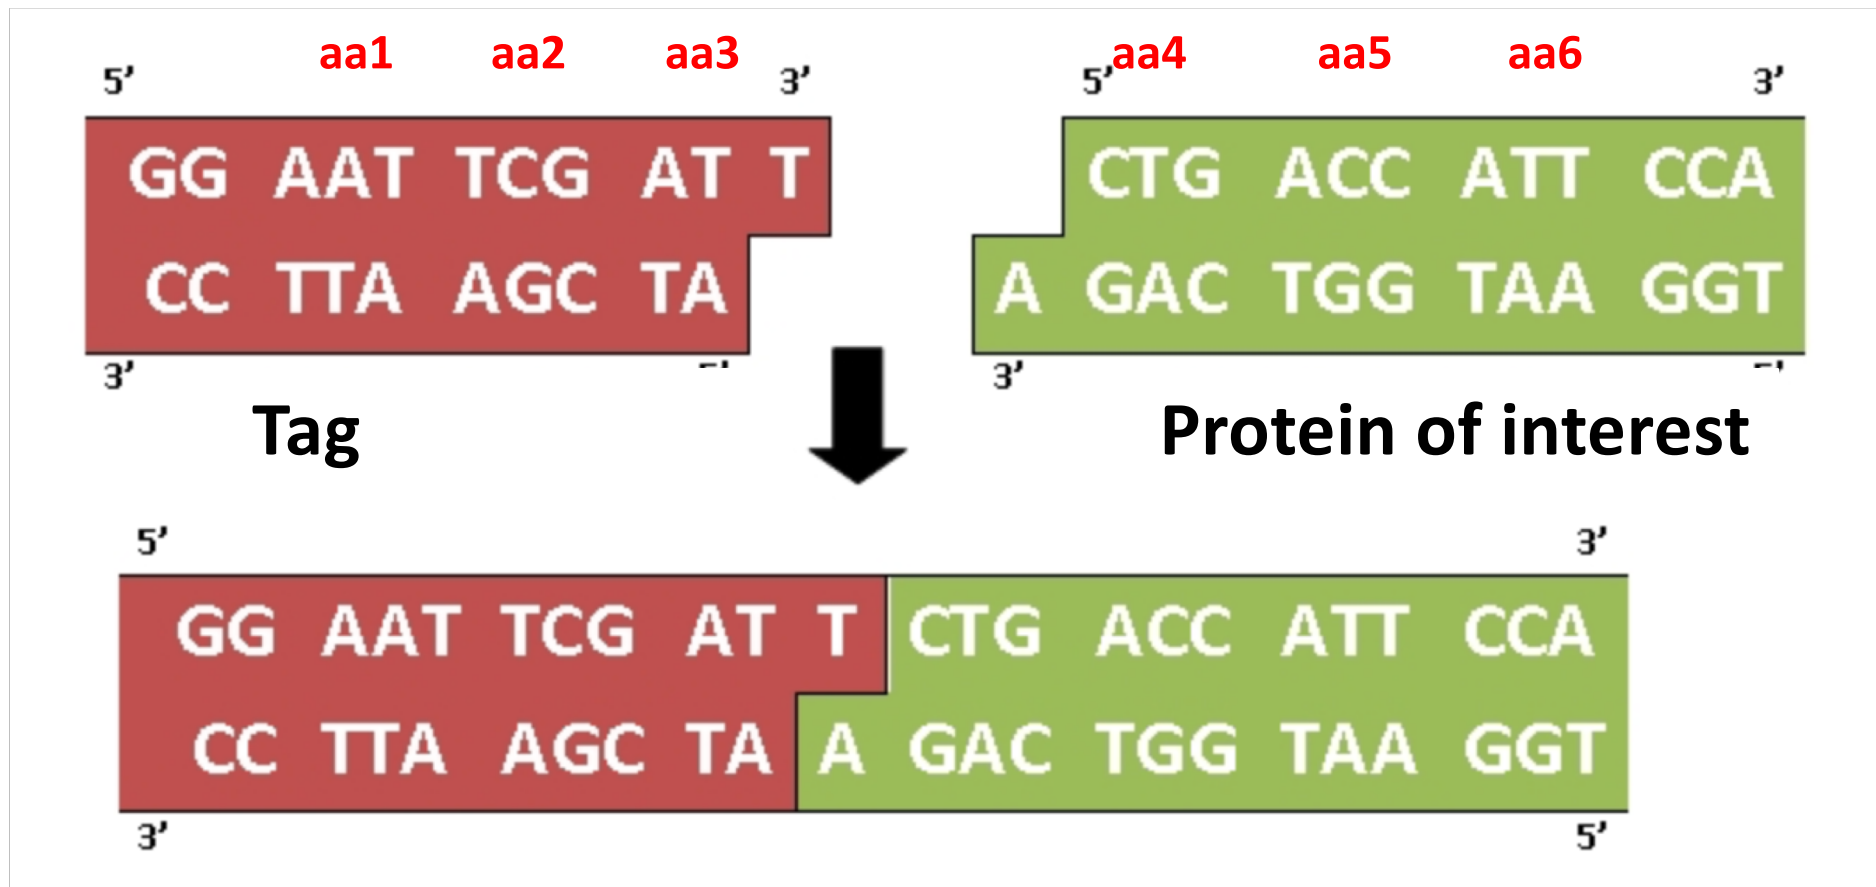 aa1 aa2 aa3 aa4 aa5 aa6
5’ 3’ 5’ 3’
GG AAT TCG AT T CTG ACC ATT CCA
CC TTA AGC TA A GAC TGG TAA GGT
3’ 5’ 3’ 5’
Tag Protein of interest
5’ 3’
GG AAT TCG AT T CTG ACC ATT CCA
CC TTA AGC TA A GAC TGG TAA GGT
3’ 5’